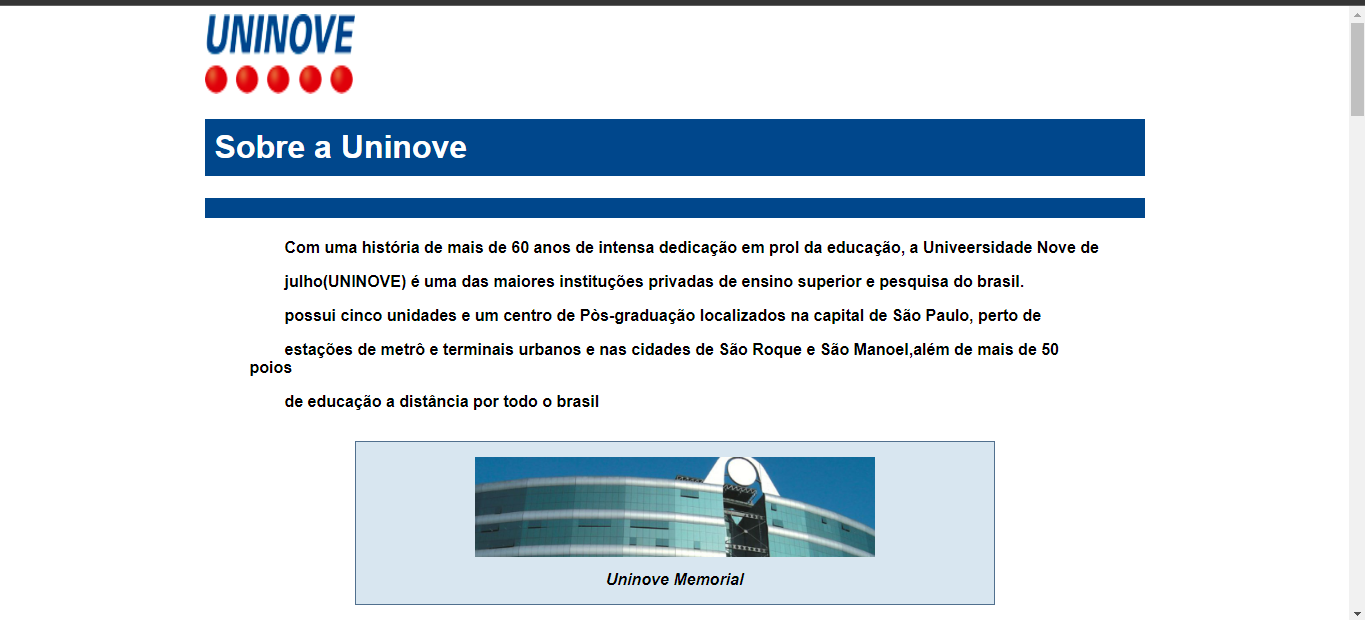 UNINOVE
Sobre a Uninove
Com uma história de mais de 60 anos de intensa dedicação em prol da educação, a Univeersidade Nove de
julho(UNINOVE) é uma das maiores instituções privadas de ensino superior e pesquisa do brasil.
possui cinco unidades e um centro de Pòs-graduação localizados na capital de São Paulo, perto de
estações de metrô e terminais urbanos e nas cidades de São Roque e São Manoel,além de mais de 50
poios
de educação a distância por todo o brasil
Uninove Memorial